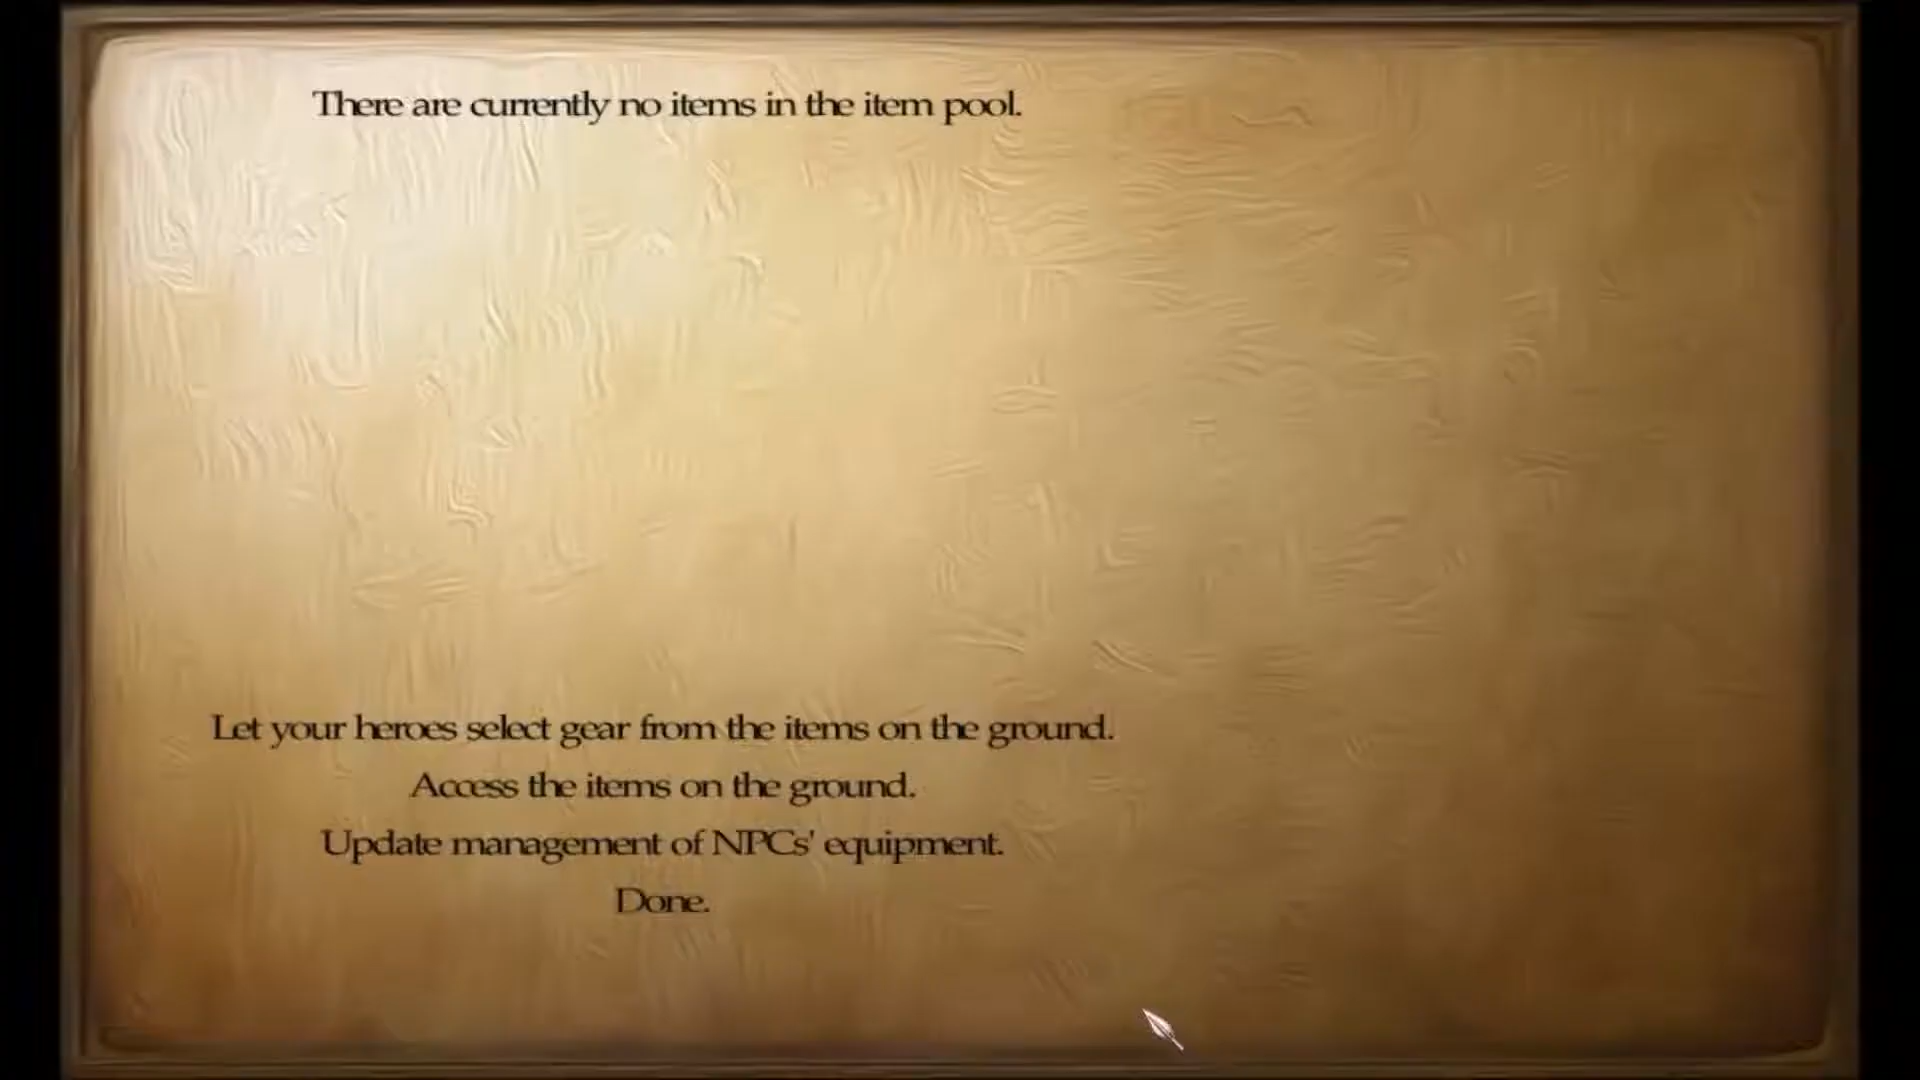 There are currently no items in the item pool.
Let your heroes select gear from the items on the ground.
Access the items on the ground.
Update management of NPCs' equipment.
Done.